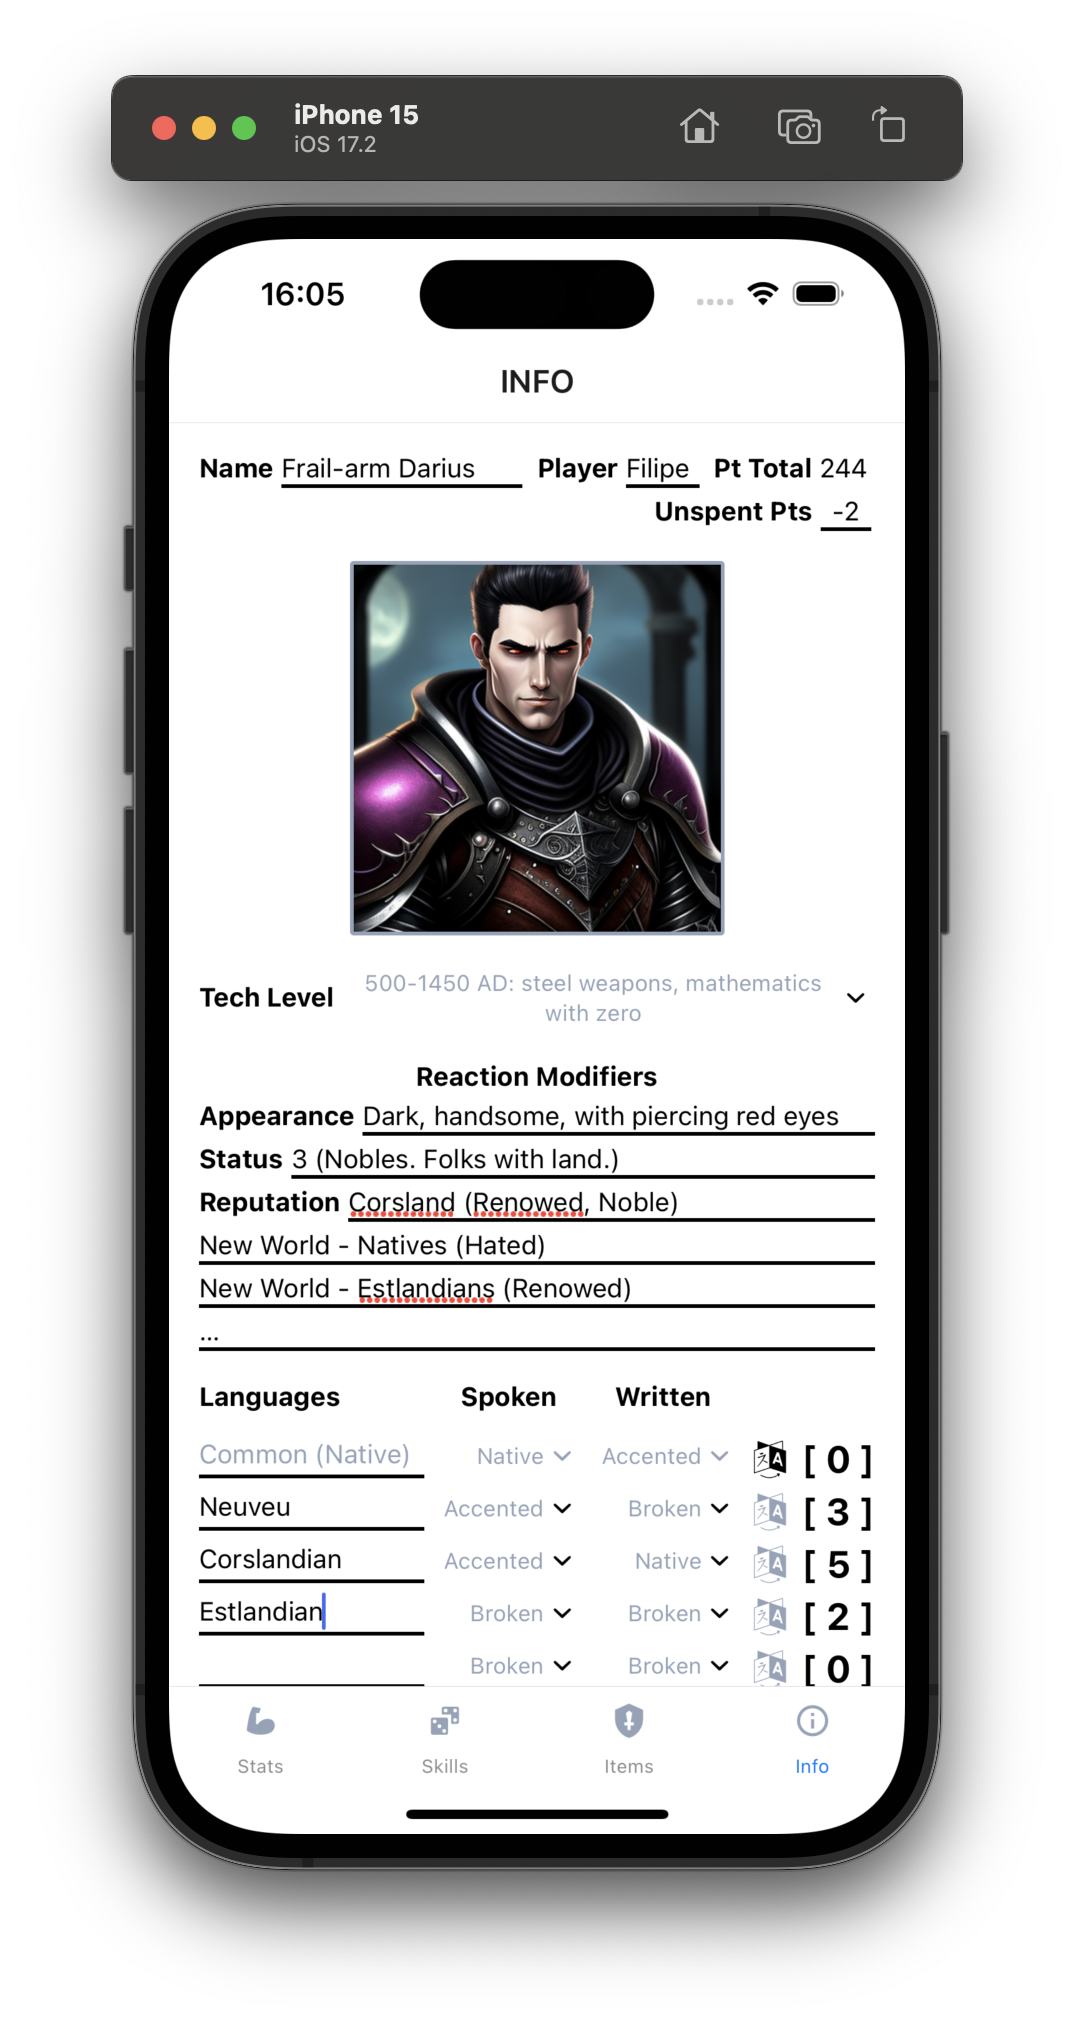 iPhone 15
iOS 17.2
16:05
INFO
Name Frail-arm Darius Player Filipe Pt Total 244
Unspent Pts -2
Tech Level 500-1450 AD: steel weapons, mathematics
with zero
Reaction Modifiers
Appearance Dark, handsome, with piercing red eyes
Status 3 (Nobles. Folks with land.)
Reputation Corsland (Renowed, Noble)
New World - Natives (Hated)
New World - Estlandians (Renowed)
...
Languages Spoken Written
Common (Native) Native Accented [ 0 ]
Neuveu Accented Broken [ 3 ]
Corslandian Accented Native [ 5 ]
Estlandian Broken Broken [ 2 ]
Broken Broken [ 0 ]
Stats Skills Items Info